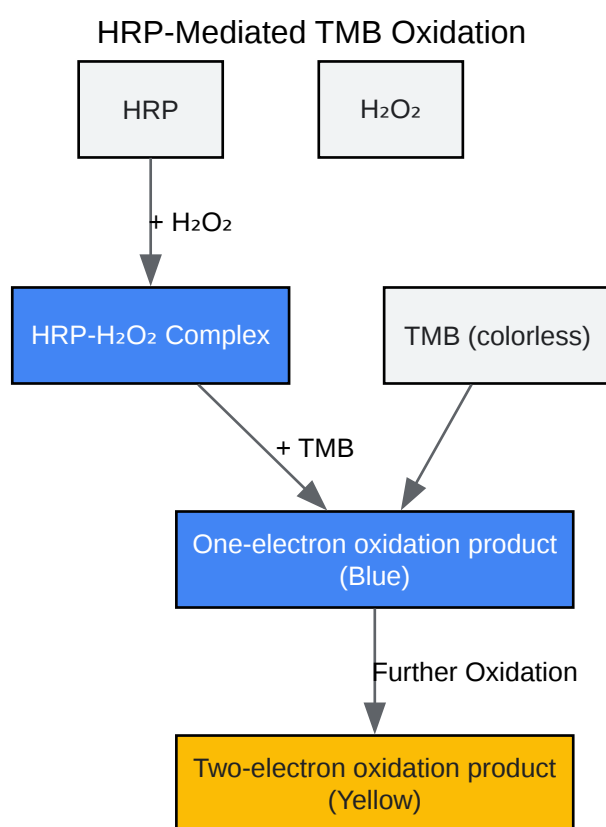 HRP-Mediated TMB Oxidation
HRP
H₂O₂
+ H₂O₂
HRP-H₂O₂ Complex
TMB (colorless)
+ TMB
One-electron oxidation product
(Blue)
Further Oxidation
Two-electron oxidation product
(Yellow)